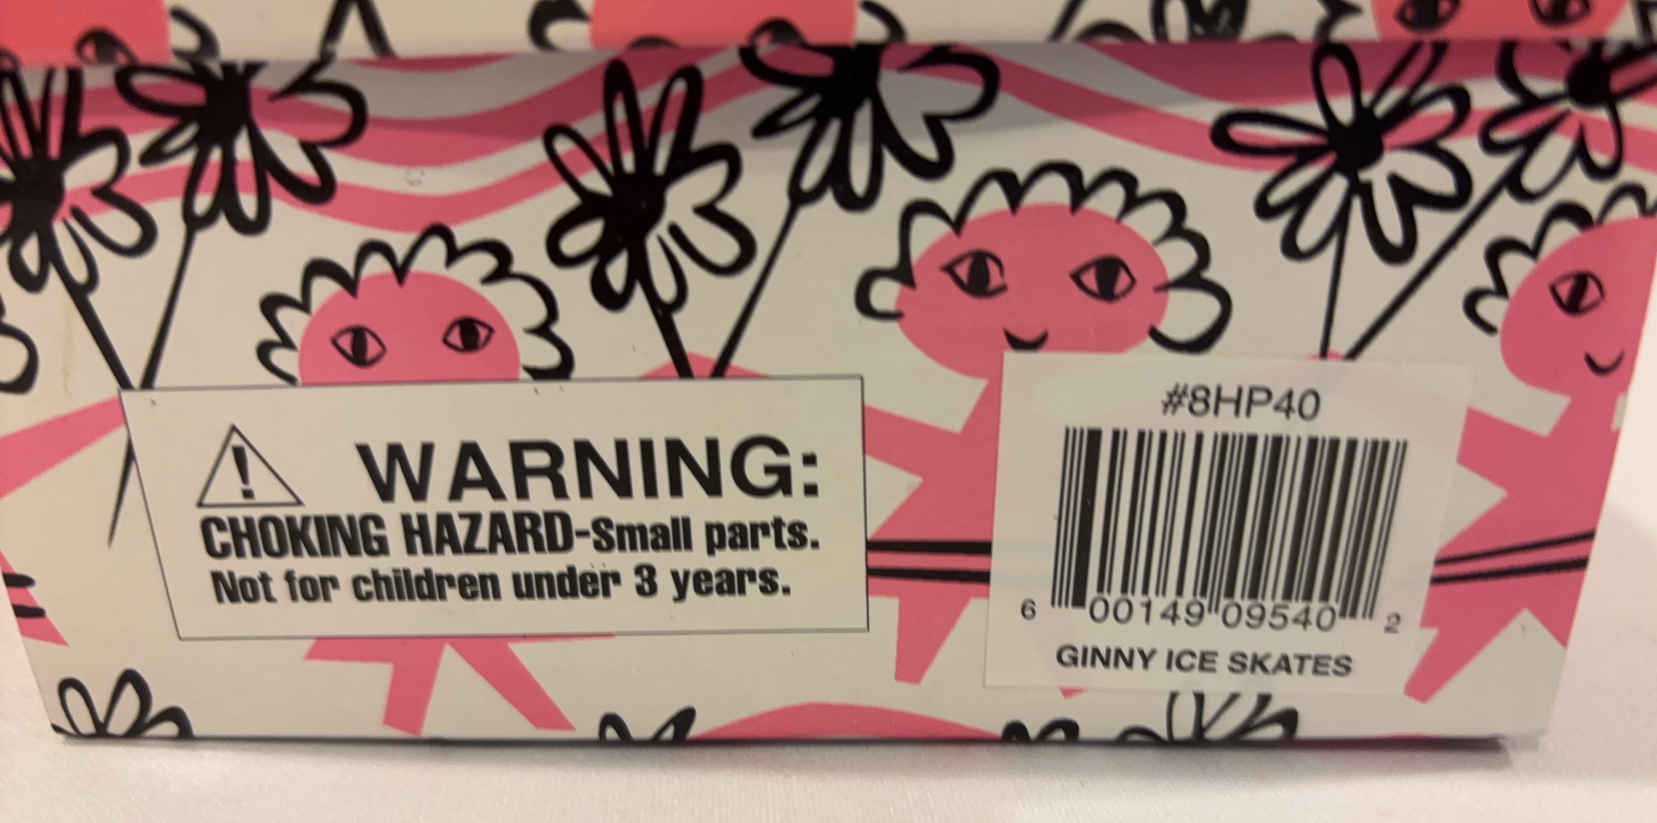 WARNING:
CHOKING HAZARD-Small parts.
Not for children under 3 years.
#8HP40
6 00149 09540 2
GINNY ICE SKATES